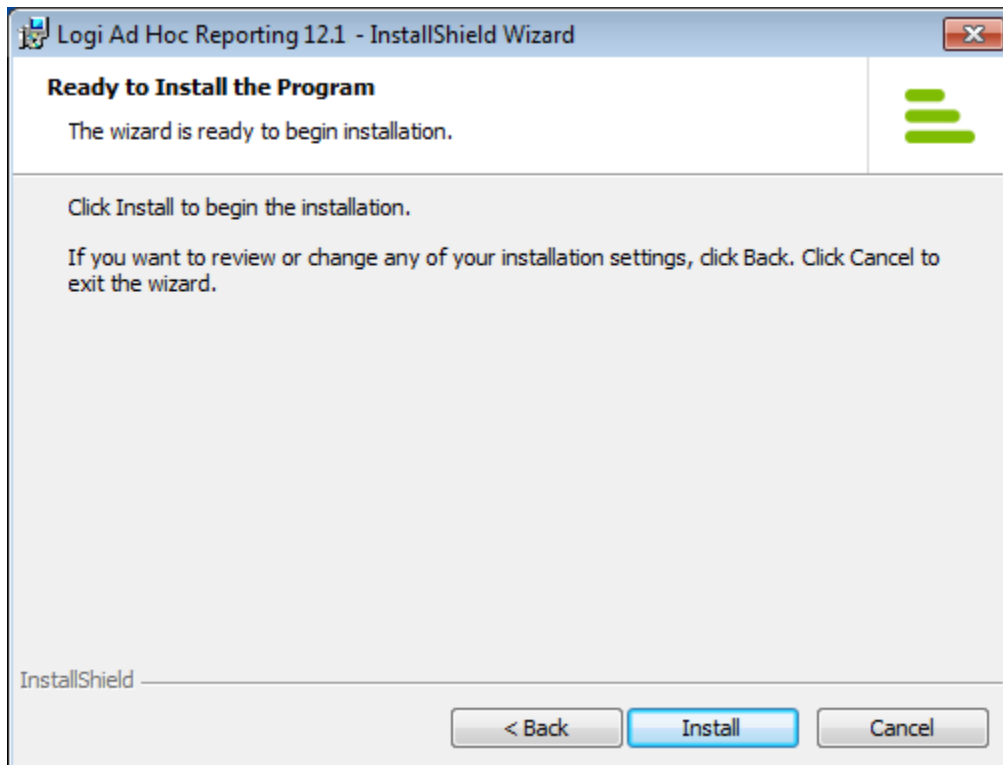 Logi Ad Hoc Reporting 12.1 - InstallShield Wizard
Ready to Install the Program
The wizard is ready to begin installation.
Click Install to begin the installation.
If you want to review or change any of your installation settings, click Back. Click Cancel to
exit the wizard.
InstallShield
< Back
Install
Cancel